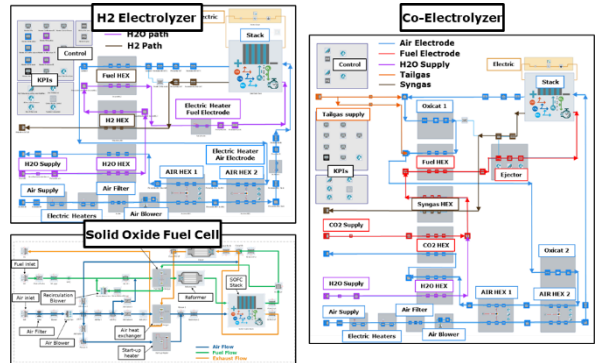 H2 Electrolyzer
H2O path
H2 Path
Control
KPIs
Electric
Stack
Fuel HEX
H2 HEX
Electric Heater
Fuel Electrode
Electric Heater
Air Electrode
H2O Supply
H2O HEX
AIR HEX 1
AIR HEX 2
Air Supply
Air Filter
Electric Heaters
Air Blower
Solid Oxide Fuel Cell
Fuel Inlet
Recirculation
Blower
Air Inlet
Reformer
SOFC
Stack
Air Filter
Air Blower
Air heat
exchanger
Start-up
heater
Air Flow
Fuel Flow
Exhaust Flow
Co-Electrolyzer
Air Electrode
Fuel Electrode
H2O Supply
Tailgas
Syngas
Control
Electric
Stack
Tailgas supply
Oxicat 1
KPIs
Fuel HEX
Ejector
Syngas HEX
CO2 Supply
CO2 HEX
Oxicat 2
H2O Supply
H2O HEX
AIR HEX 1
AIR HEX 2
Air Supply
Air Filter
Electric Heaters
Air Blower